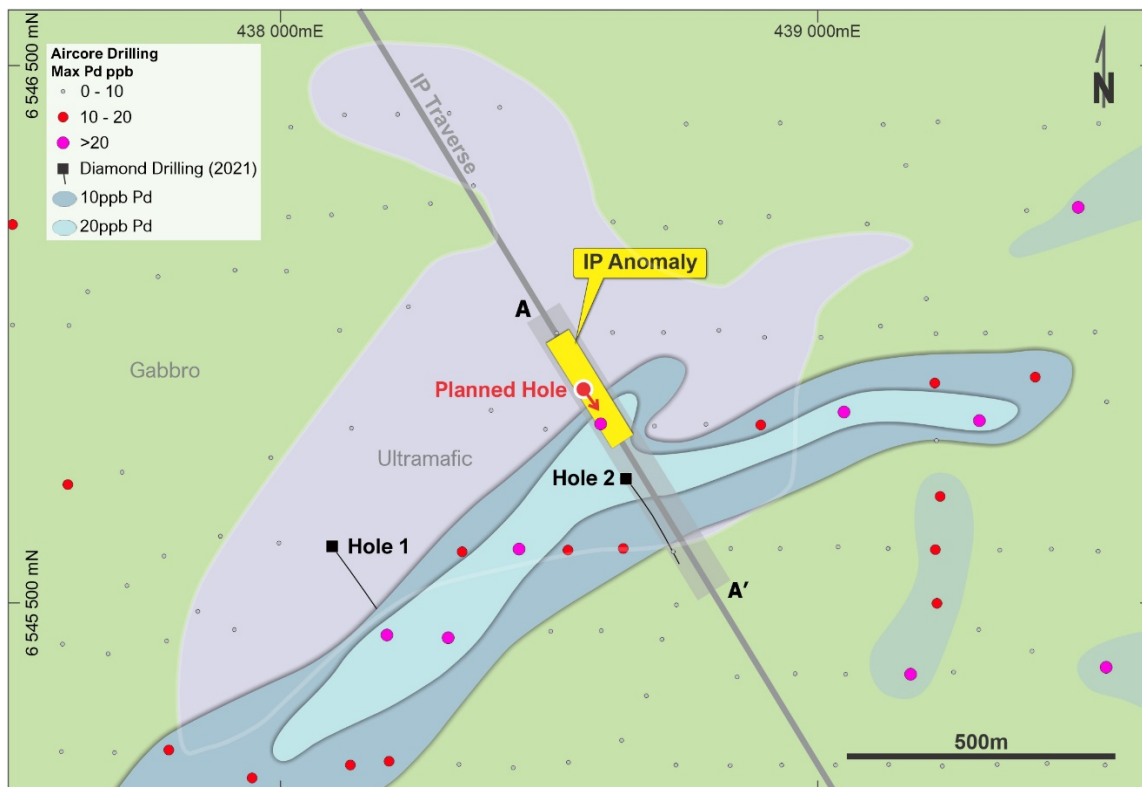 438 000mE
439 000mE
6 546 500 mN
Aircore Drilling
Max Pd ppb
0 - 10
10 - 20
>20
Diamond Drilling (2021)
10ppb Pd
20ppb Pd
IP Traverse
N
IP Anomaly
A
Gabbro
Planned Hole
Ultramafic
Hole 2
Hole 1
A'
6 545 500 mN
500m